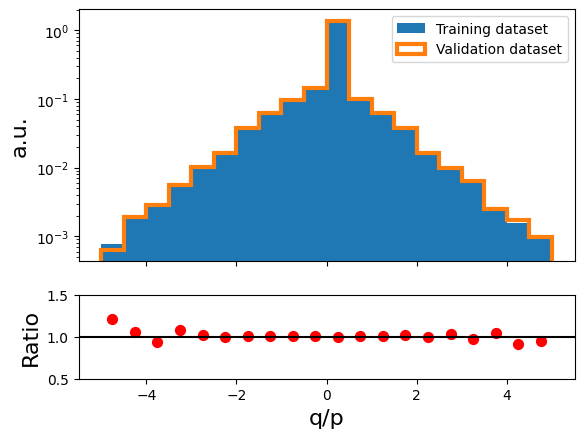 Training dataset
Validation dataset
a.u.
10⁰
10⁻¹
10⁻²
10⁻³
Ratio
1.5
1.0
0.5
−4
−2
0
2
4
q/p